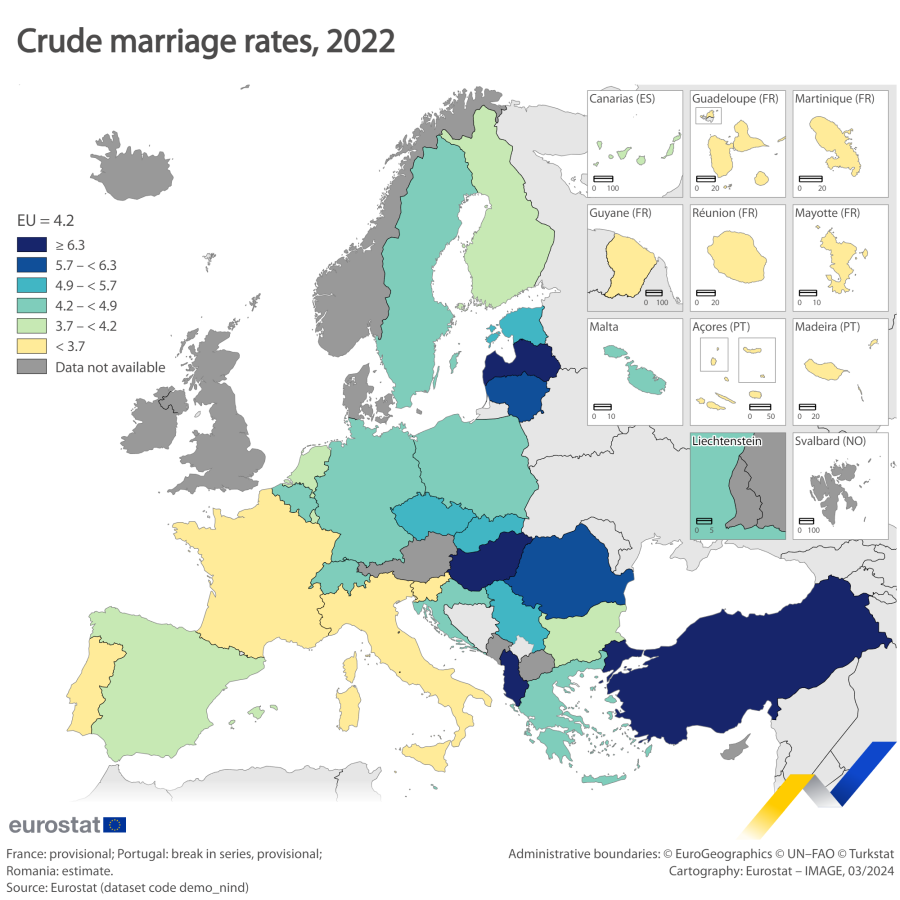 Crude marriage rates, 2022
EU = 4.2
≥ 6.3
5.7 – < 6.3
4.9 – < 5.7
4.2 – < 4.9
3.7 – < 4.2
< 3.7
Data not available
Canarias (ES)
0 100
Guadeloupe (FR)
0 20
Martinique (FR)
0 20
Guyane (FR)
0 100
Réunion (FR)
0 20
Mayotte (FR)
0 10
Malta
0 10
Açores (PT)
0 50
Madeira (PT)
0 20
Liechtenstein
0 5
Svalbard (NO)
0 100
eurostat
France: provisional; Portugal: break in series, provisional;
Romania: estimate.
Source: Eurostat (dataset code demo_nind)
Administrative boundaries: © EuroGeographics © UN–FAO © Turkstat
Cartography: Eurostat – IMAGE, 03/2024